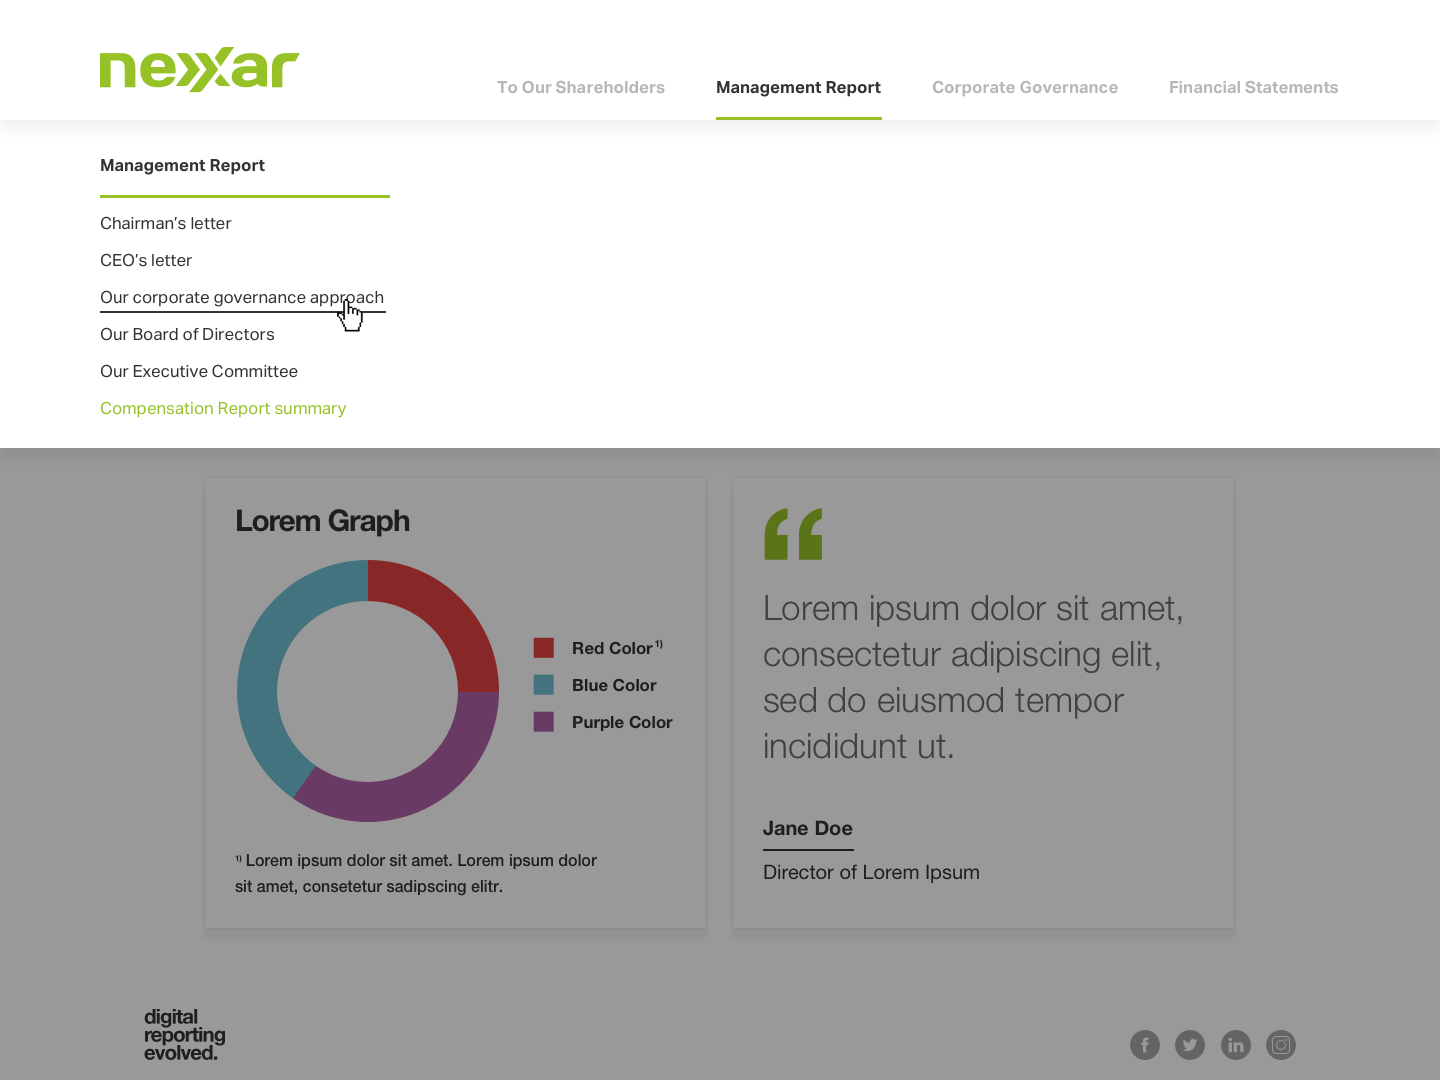 nexxar
To Our Shareholders
Management Report
Corporate Governance
Financial Statements
Management Report
Chairman’s letter
CEO’s letter
Our corporate governance approach
Our Board of Directors
Our Executive Committee
Compensation Report summary
Lorem Graph
Red Color 1)
Blue Color
Purple Color
1) Lorem ipsum dolor sit amet. Lorem ipsum dolor
sit amet, consetetur sadipscing elitr.
“
Lorem ipsum dolor sit amet,
consectetur adipiscing elit,
sed do eiusmod tempor
incididunt ut.
Jane Doe
Director of Lorem Ipsum
digital
reporting
evolved.